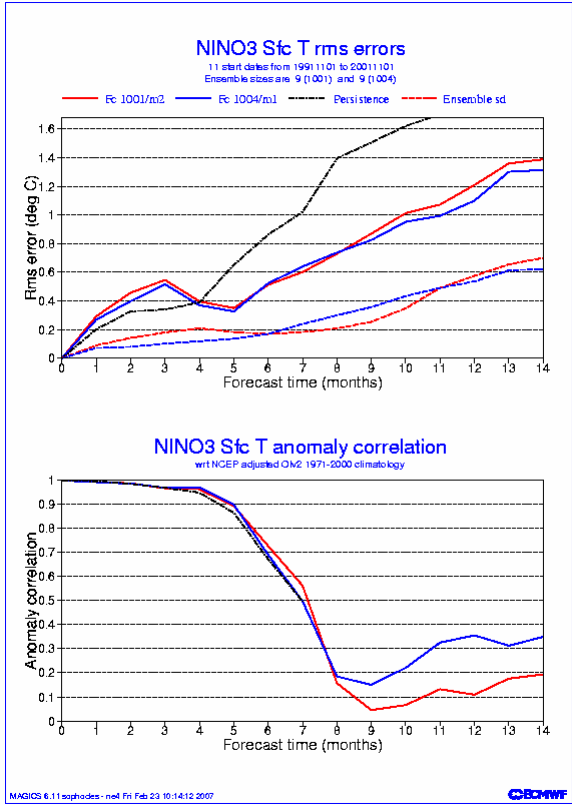 NINO3 Sfc T rms errors
11 start dates from 19911101 to 20011101
Ensemble sizes are 9 (1001) and 9 (1004)
Fc 1001/m2 Fc 1004/m1 Persistence Ensemble sd
1.6
1.4
1.2
1
0.8
0.6
0.4
0.2
0
Rms error (deg C)
0 1 2 3 4 5 6 7 8 9 10 11 12 13 14
Forecast time (months)
NINO3 Sfc T anomaly correlation
wrt NCEP adjusted OIv2 1971-2000 climatology
1
0.9
0.8
0.7
0.6
0.5
0.4
0.3
0.2
0.1
0
Anomaly correlation
0 1 2 3 4 5 6 7 8 9 10 11 12 13 14
Forecast time (months)
MAGICS 6.11 sophocles - ne4 Fri Feb 23 10:14:12 2007
ECMWF